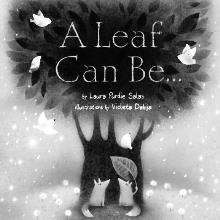 A Leaf
Can Be...
by Laura Purdie Salas
illustrations by Violeta Dabija